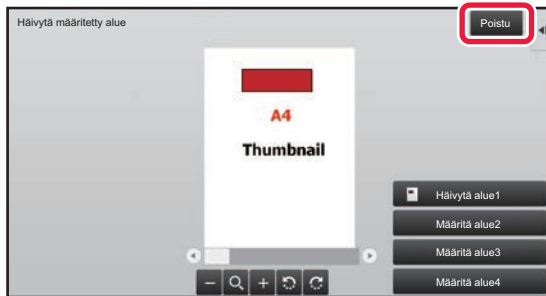 Häivytä määritetty alue
Poistu
A4
Thumbnail
Häivytä alue1
Määritä alue2
Määritä alue3
Määritä alue4